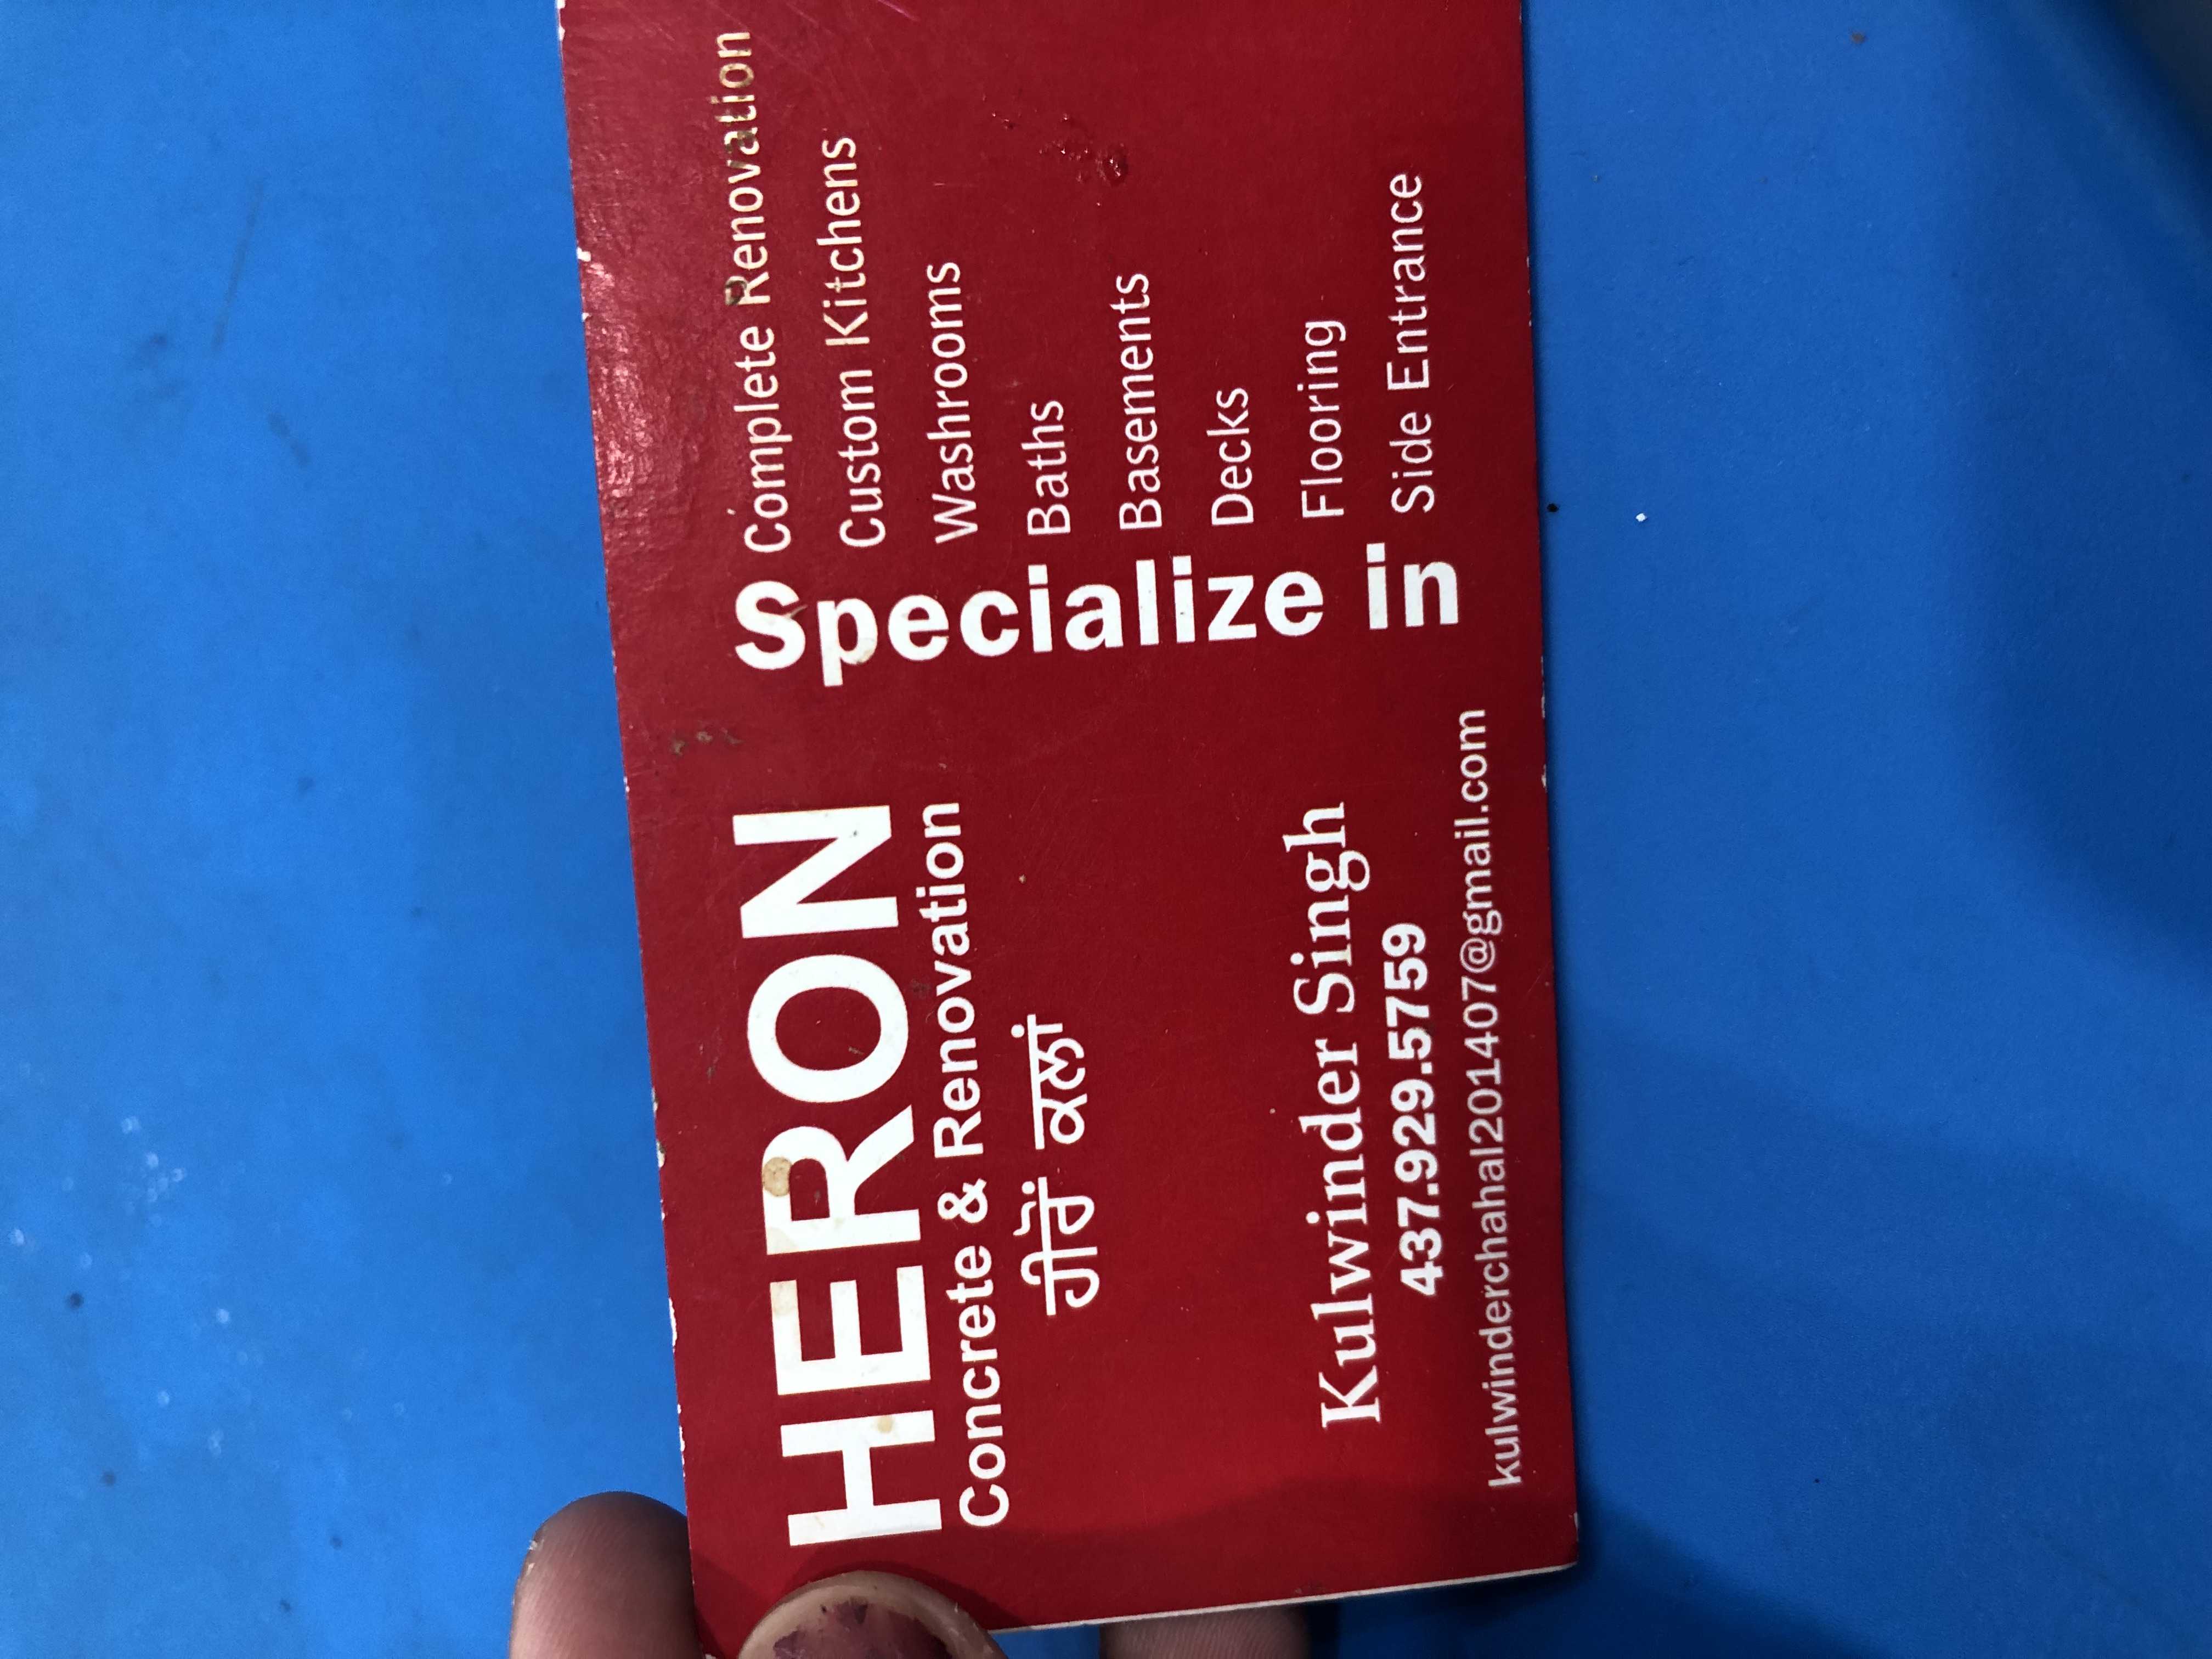 HERON
Concrete & Renovation
ਹੀਰੋਂ ਕਲਾਂ
Kulwinder Singh
437.929.5759
kulwinderchahal201407@gmail.com
Specialize in
Complete Renovation
Custom Kitchens
Washrooms
Baths
Basements
Decks
Flooring
Side Entrance